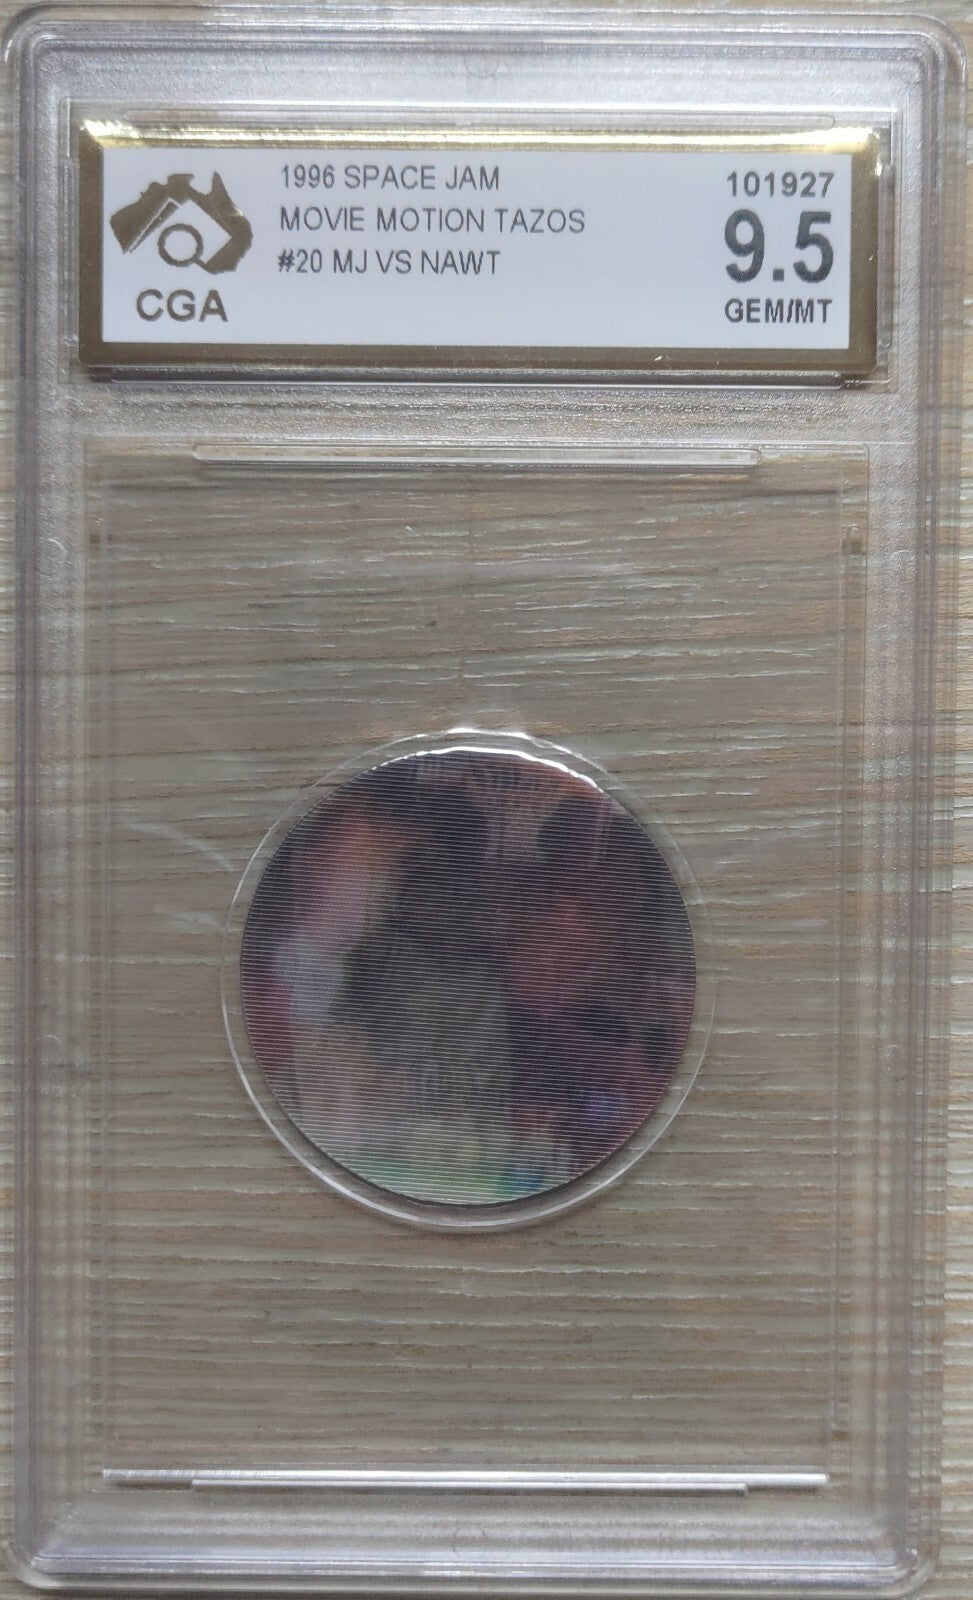 1996 SPACE JAM
MOVIE MOTION TAZOS
#20 MJ VS NAWT
CGA
101927
9.5
GEM/MT